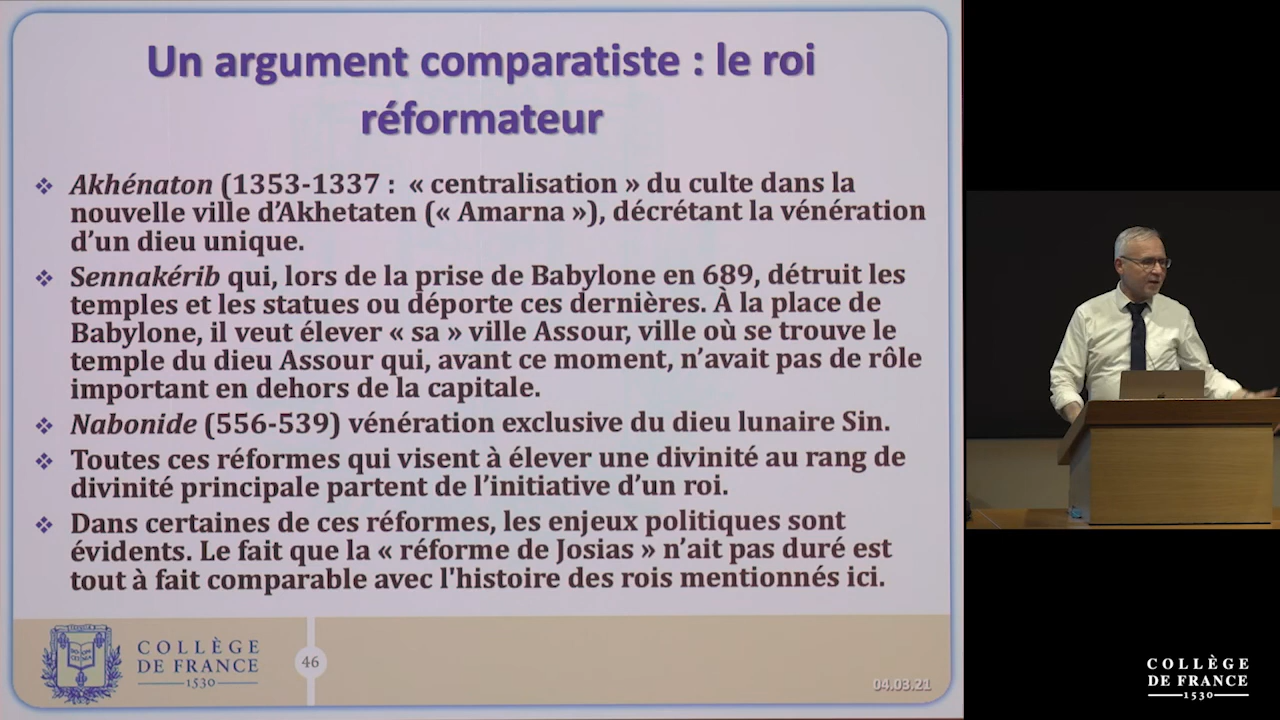 Un argument comparatiste : le roi
réformateur
Akhénaton (1353-1337 : « centralisation » du culte dans la
nouvelle ville d’Akhetaten (« Amarna »), décrétant la vénération
d’un dieu unique.
Sennakérib qui, lors de la prise de Babylone en 689, détruit les
temples et les statues ou déporte ces dernières. À la place de
Babylone, il veut élever « sa » ville Assour, ville où se trouve le
temple du dieu Assour qui, avant ce moment, n’avait pas de rôle
important en dehors de la capitale.
Nabonide (556-539) vénération exclusive du dieu lunaire Sin.
Toutes ces réformes qui visent à élever une divinité au rang de
divinité principale partent de l’initiative d’un roi.
Dans certaines de ces réformes, les enjeux politiques sont
évidents. Le fait que la « réforme de Josias » n’ait pas duré est
tout à fait comparable avec l'histoire des rois mentionnés ici.
COLLÈGE
DE FRANCE
1530
46
04.03.21
COLLÈGE
DE FRANCE
1530